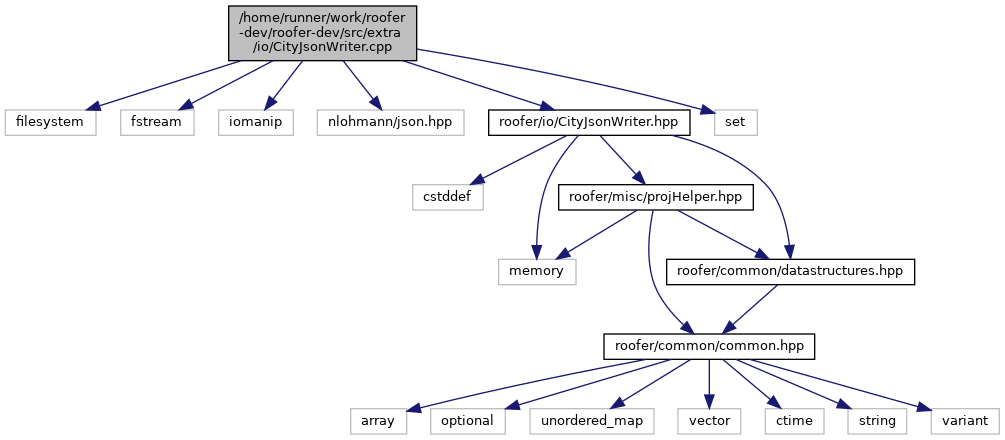 /home/runner/work/roofer
-dev/roofer-dev/src/extra
/io/CityJsonWriter.cpp
filesystem
fstream
iomanip
nlohmann/json.hpp
roofer/io/CityJsonWriter.hpp
set
cstddef
roofer/misc/projHelper.hpp
memory
roofer/common/datastructures.hpp
roofer/common/common.hpp
array
optional
unordered_map
vector
ctime
string
variant